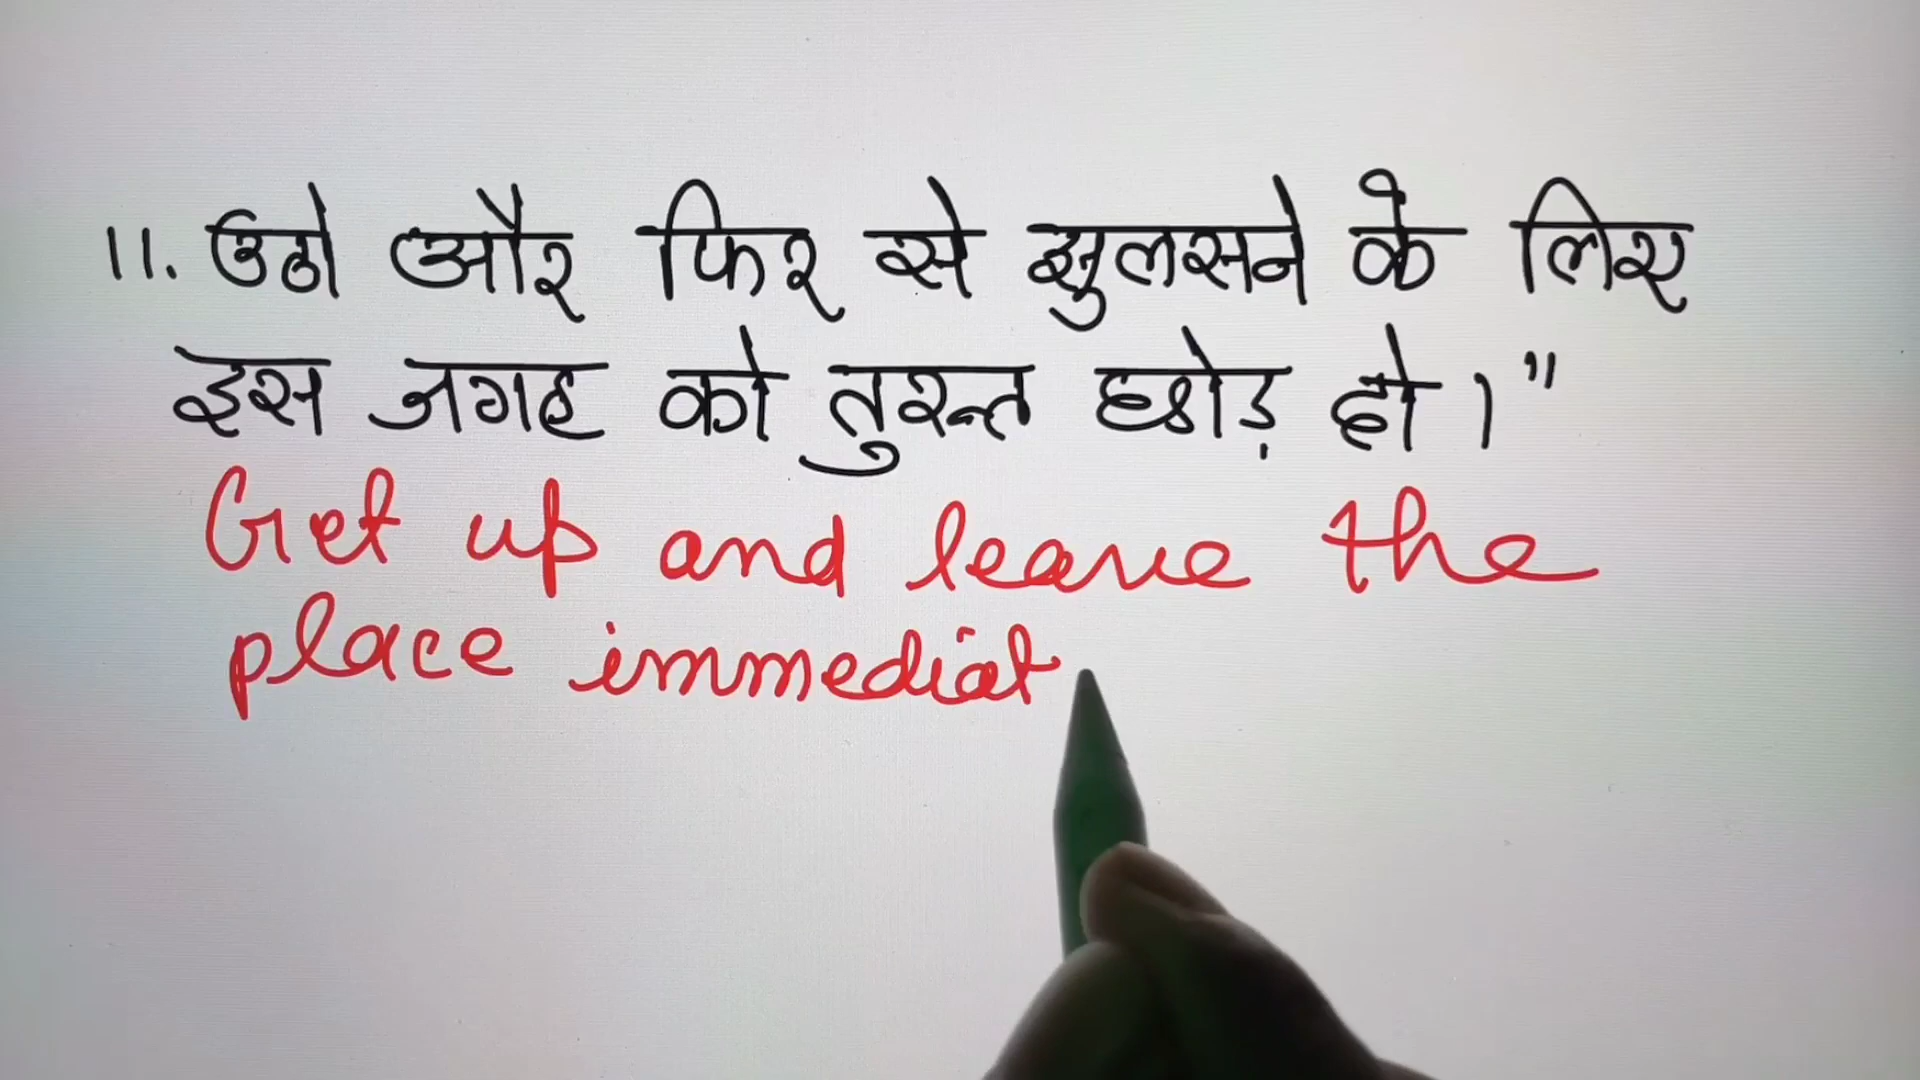 11. उठो और फिर से झुलसने के लिए
इस जगह को तुरन्त छोड़ दो।"
Get up and leave the
place immediat